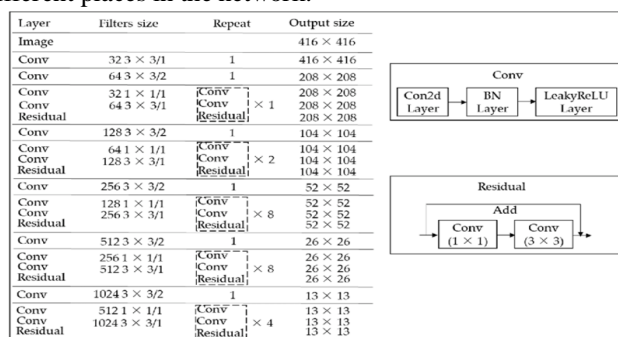 Layer Filters size Repeat Output size
Image 416 × 416
Conv 32 3 × 3/1 1 416 × 416
Conv 64 3 × 3/2 1 208 × 208
Conv 32 1 × 1/1 Conv 208 × 208
Conv 64 3 × 3/1 Conv × 1 208 × 208
Residual Residual 208 × 208
Conv 128 3 × 3/2 1 104 × 104
Conv 64 1 × 1/1 Conv 104 × 104
Conv 128 3 × 3/1 Conv × 2 104 × 104
Residual Residual 104 × 104
Conv 256 3 × 3/2 1 52 × 52
Conv 128 1 × 1/1 Conv 52 × 52
Conv 256 3 × 3/1 Conv × 8 52 × 52
Residual Residual 52 × 52
Conv 512 3 × 3/2 1 26 × 26
Conv 256 1 × 1/1 Conv 26 × 26
Conv 512 3 × 3/1 Conv × 8 26 × 26
Residual Residual 26 × 26
Conv 1024 3 × 3/2 1 13 × 13
Conv 512 1 × 1/1 Conv 13 × 13
Conv 1024 3 × 3/1 Conv × 4 13 × 13
Residual Residual 13 × 13
Conv
Con2d BN LeakyReLU
Layer Layer Layer
Residual
Add
Conv Conv
(1 × 1) (3 × 3)